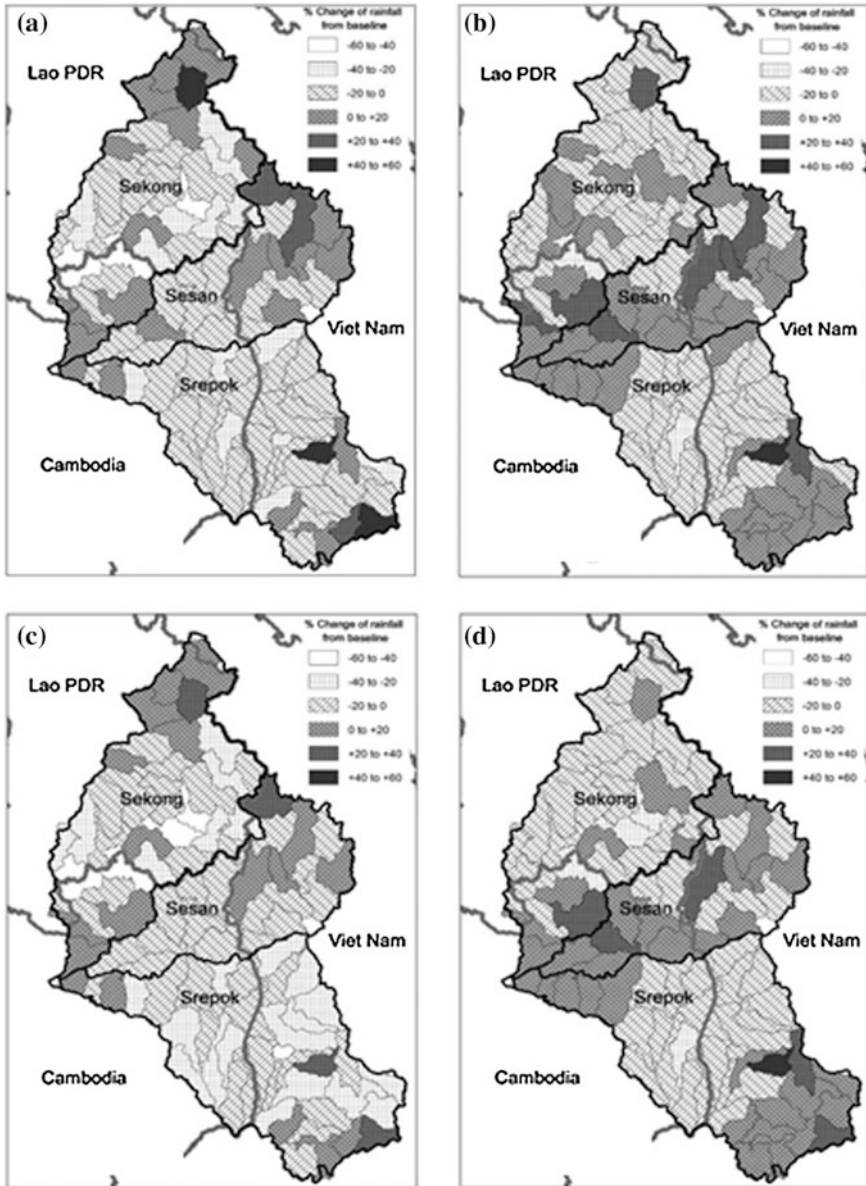 (a)
% Change of rainfall
from baseline
-60 to -40
-40 to -20
-20 to 0
0 to +20
+20 to +40
+40 to +60
Lao PDR
Sekong
Sesan
Viet Nam
Srepok
Cambodia
(b)
% Change of rainfall
from baseline
-60 to -40
-40 to -20
-20 to 0
0 to +20
+20 to +40
+40 to +60
Lao PDR
Sekong
Sesan
Viet Nam
Srepok
Cambodia
(c)
% Change of rainfall
from baseline
-60 to -40
-40 to -20
-20 to 0
0 to +20
+20 to +40
+40 to +60
Lao PDR
Sekong
Sesan
Viet Nam
Srepok
Cambodia
(d)
% Change of rainfall
from baseline
-60 to -40
-40 to -20
-20 to 0
0 to +20
+20 to +40
+40 to +60
Lao PDR
Sekong
Sesan
Viet Nam
Srepok
Cambodia